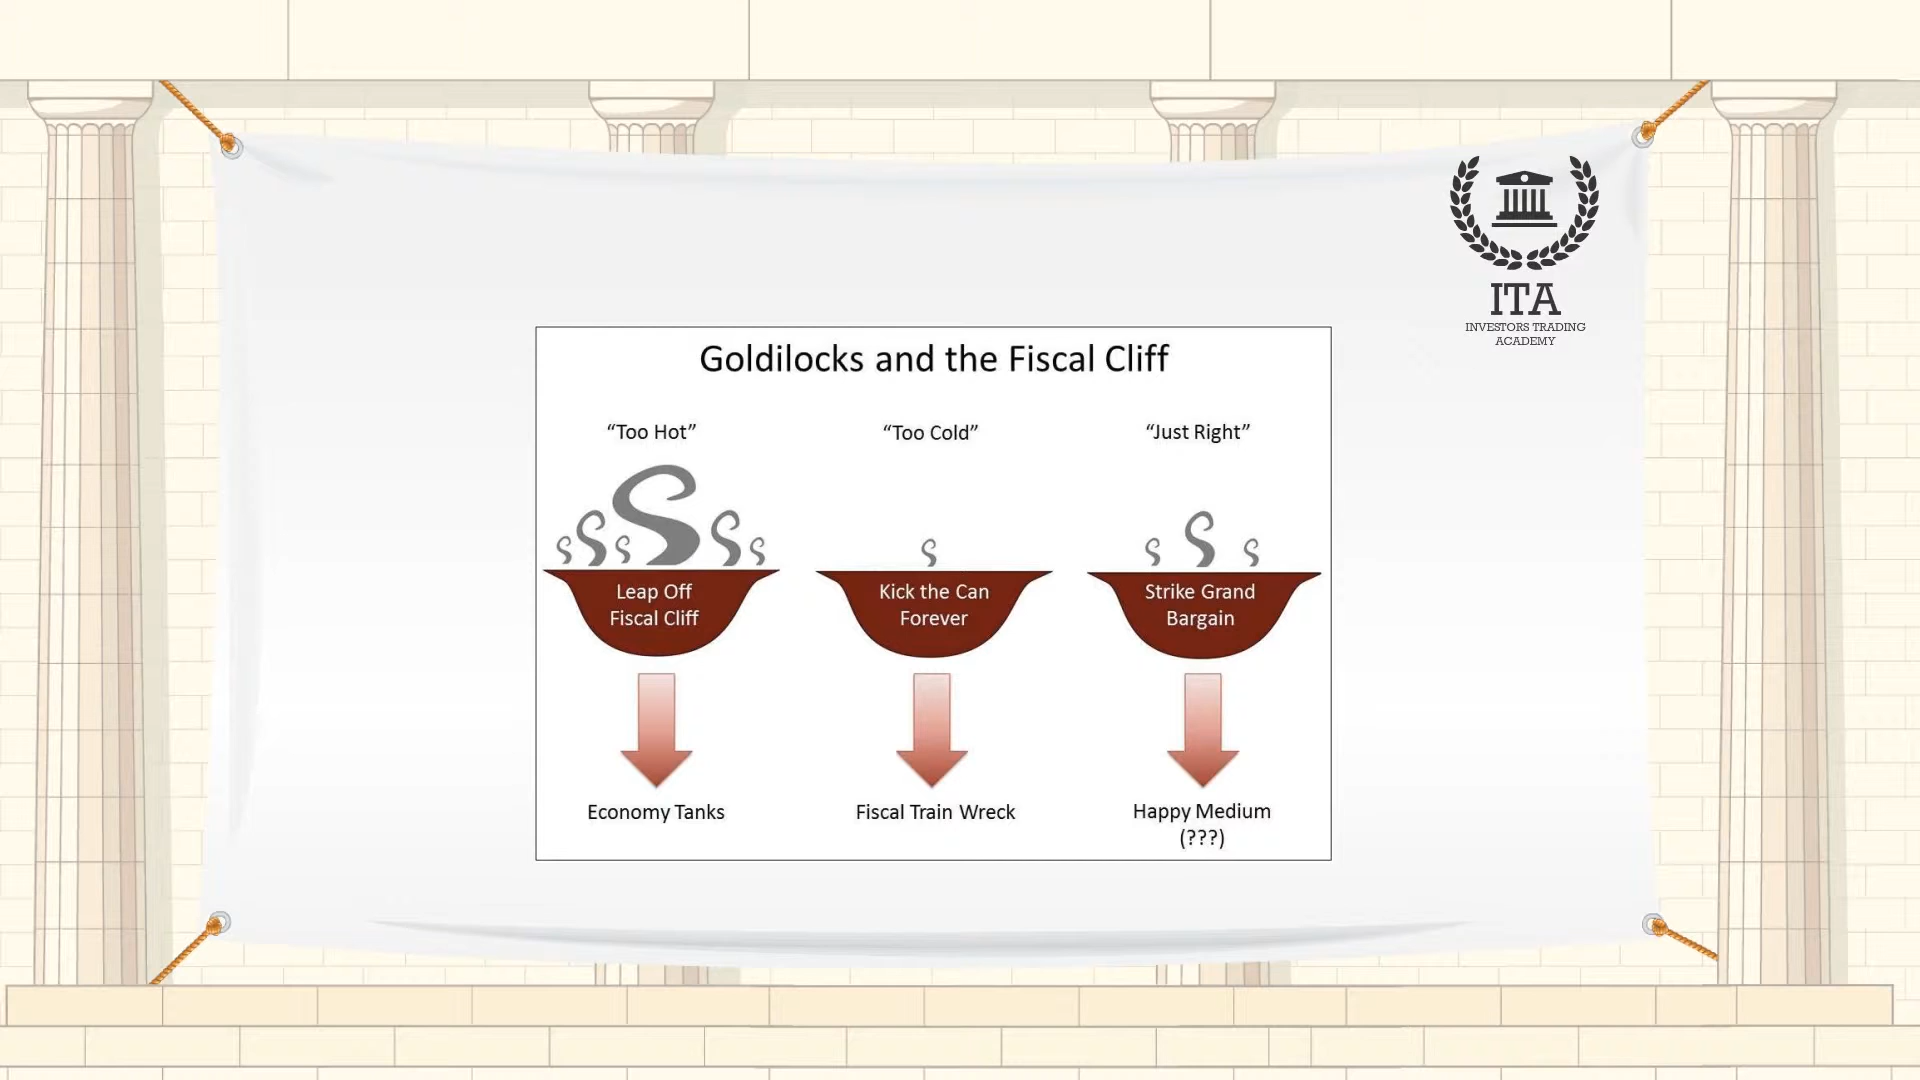 ITA
INVESTORS TRADING
ACADEMY
Goldilocks and the Fiscal Cliff
“Too Hot”
“Too Cold”
“Just Right”
Leap Off
Fiscal Cliff
Kick the Can
Forever
Strike Grand
Bargain
Economy Tanks
Fiscal Train Wreck
Happy Medium
(???)